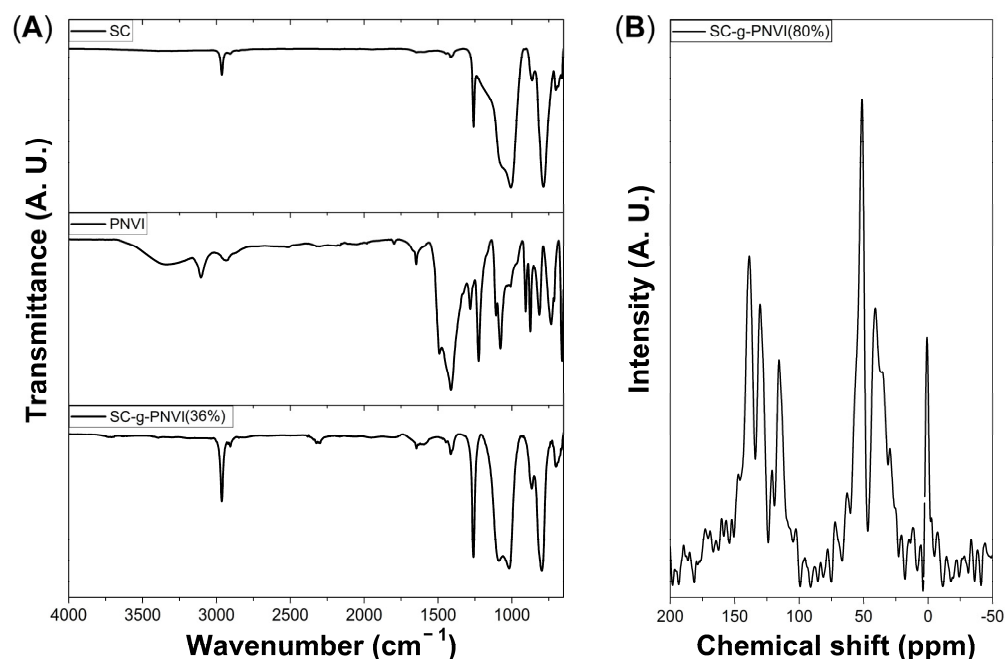 (A)
SC
PNVI
SC-g-PNVI(36%)
Transmittance (A. U.)
4000 3500 3000 2500 2000 1500 1000
Wavenumber (cm⁻¹)
(B)
SC-g-PNVI(80%)
Intensity (A. U.)
200 150 100 50 0 -50
Chemical shift (ppm)